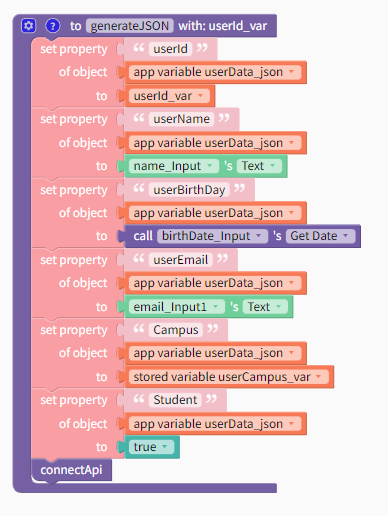 to generateJSON with: userId_var
set property “ userId ”
of object app variable userData_json
to userId_var
set property “ userName ”
of object app variable userData_json
to name_Input 's Text
set property “ userBirthDay ”
of object app variable userData_json
to call birthDate_Input 's Get Date
set property “ userEmail ”
of object app variable userData_json
to email_Input1 's Text
set property “ Campus ”
of object app variable userData_json
to stored variable userCampus_var
set property “ Student ”
of object app variable userData_json
to true
connectApi